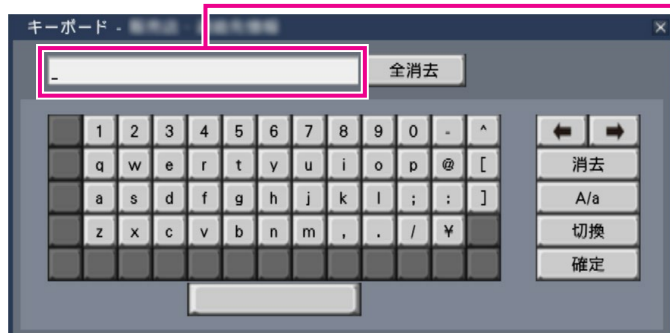 キーボード -
_
全消去
1 2 3 4 5 6 7 8 9 0 - ^
q w e r t y u i o p @ [
消去
a s d f g h j k l ; : ]
A/a
z x c v b n m , . / ¥
切換
確定